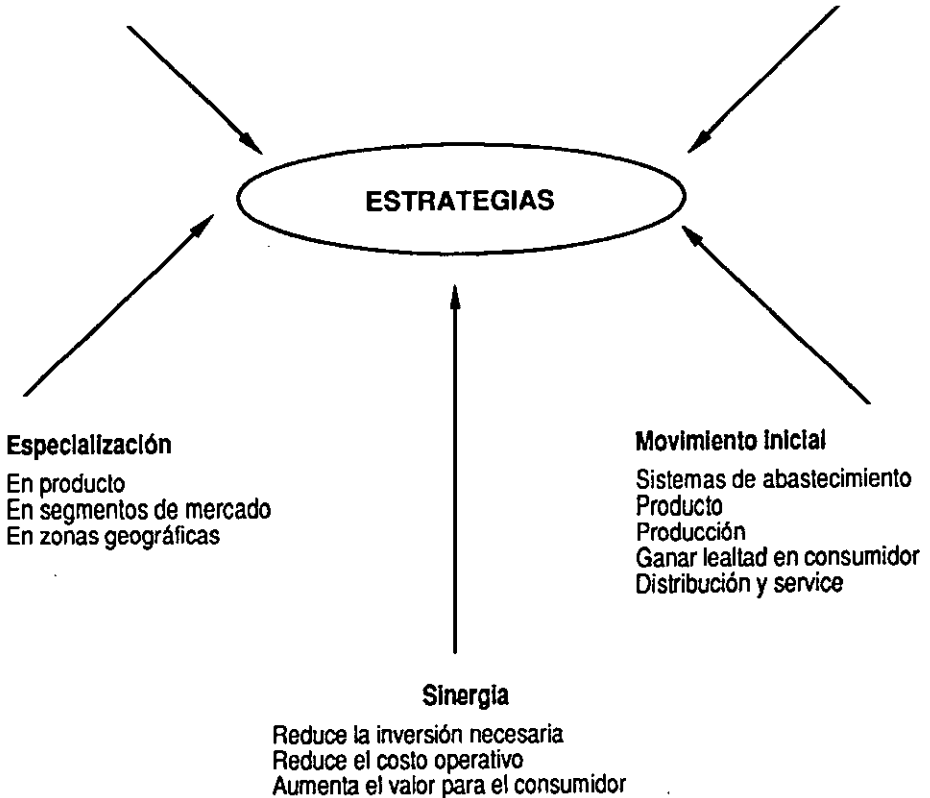 ESTRATEGIAS
Especialización
En producto
En segmentos de mercado
En zonas geográficas
Movimiento Inicial
Sistemas de abastecimiento
Producto
Producción
Ganar lealtad en consumidor
Distribución y service
Sinergia
Reduce la inversión necesaria
Reduce el costo operativo
Aumenta el valor para el consumidor